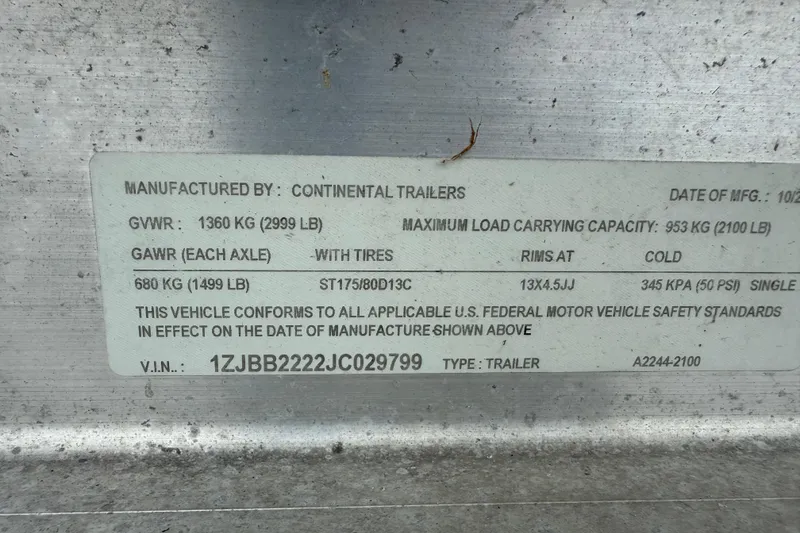 MANUFACTURED BY: CONTINENTAL TRAILERS DATE OF MFG.: 10/2
GVWR: 1360 KG (2999 LB) MAXIMUM LOAD CARRYING CAPACITY: 953 KG (2100 LB)
GAWR (EACH AXLE) WITH TIRES RIMS AT COLD
680 KG (1499 LB) ST175/80D13C 13X4.5JJ 345 KPA (50 PSI) SINGLE
THIS VEHICLE CONFORMS TO ALL APPLICABLE U.S. FEDERAL MOTOR VEHICLE SAFETY STANDARDS
IN EFFECT ON THE DATE OF MANUFACTURE SHOWN ABOVE
V.I.N..: 1ZJBB2222JC029799 TYPE: TRAILER A2244-2100